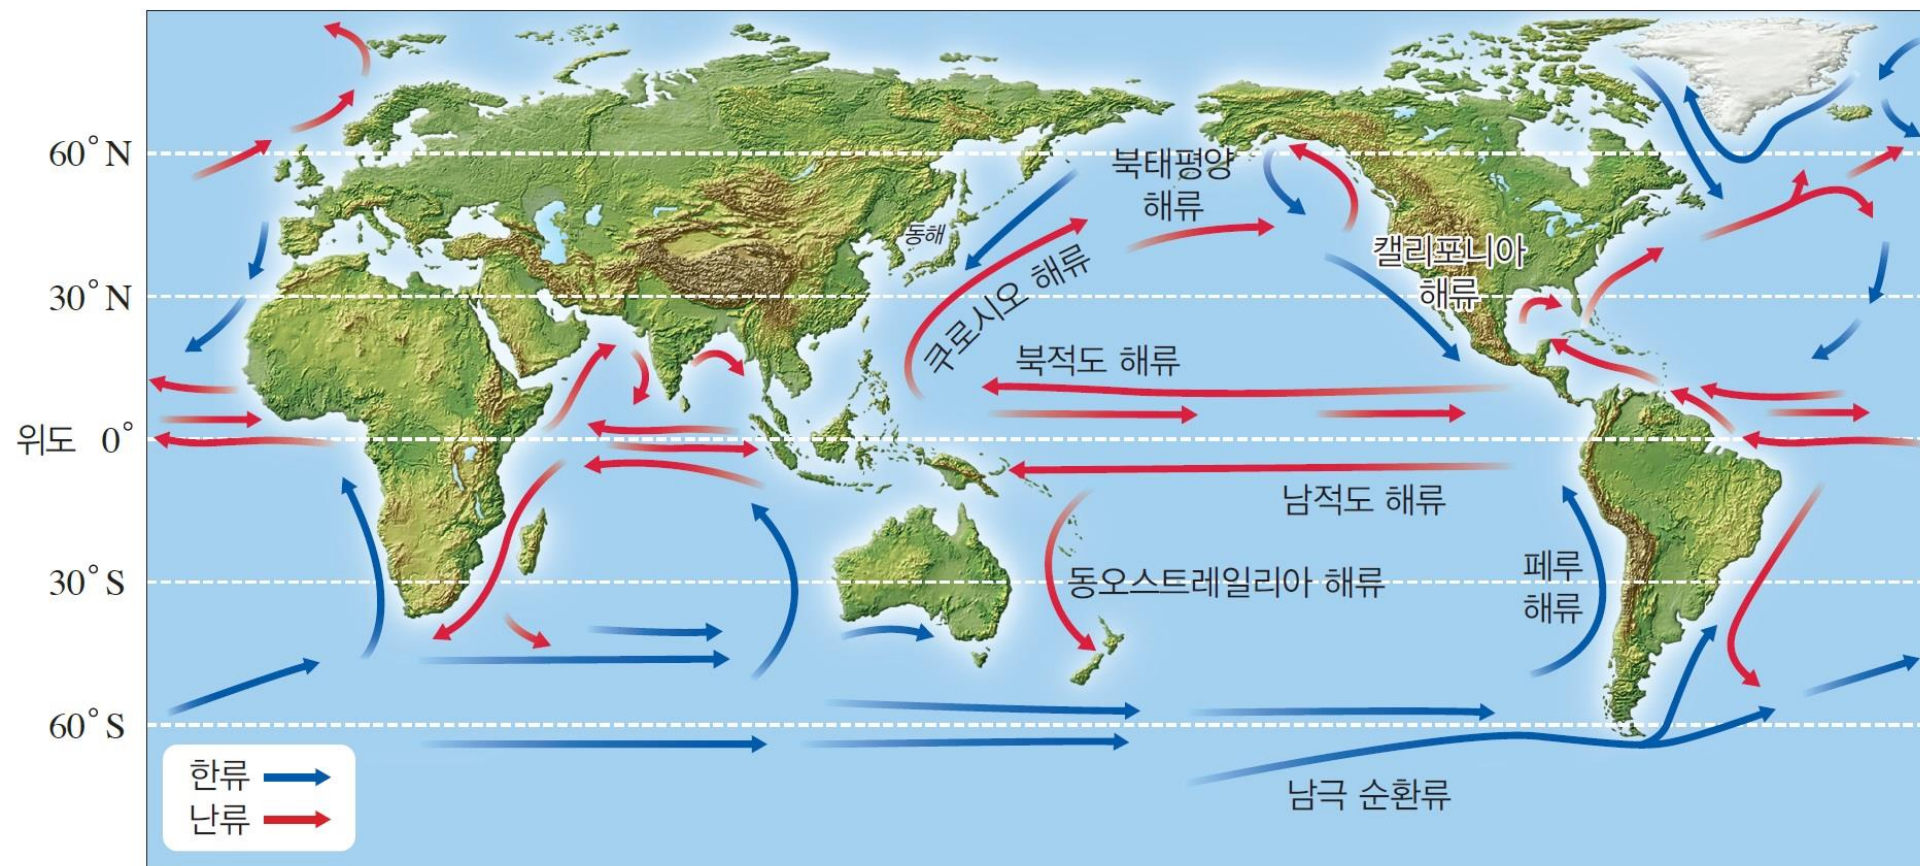 60°N
북태평양
해류
동해
캘리포니아
해류
쿠로시오 해류
30°N
북적도 해류
위도 0°
남적도 해류
페루
해류
동오스트레일리아 해류
30°S
60°S
한류
난류
남극 순환류